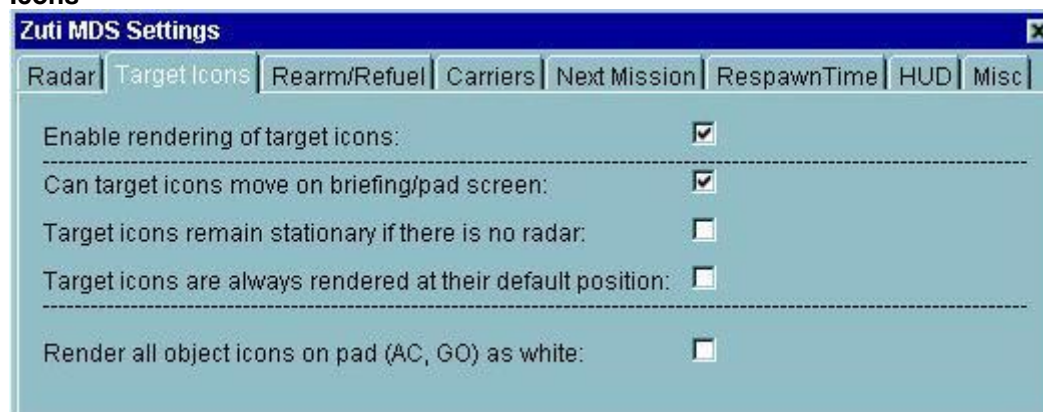 Icons
Zuti MDS Settings
Radar Target Icons Rearm/Refuel Carriers Next Mission RespawnTime HUD Misc
Enable rendering of target icons:
Can target icons move on briefing/pad screen:
Target icons remain stationary if there is no radar:
Target icons are always rendered at their default position:
Render all object icons on pad (AC, GO) as white: